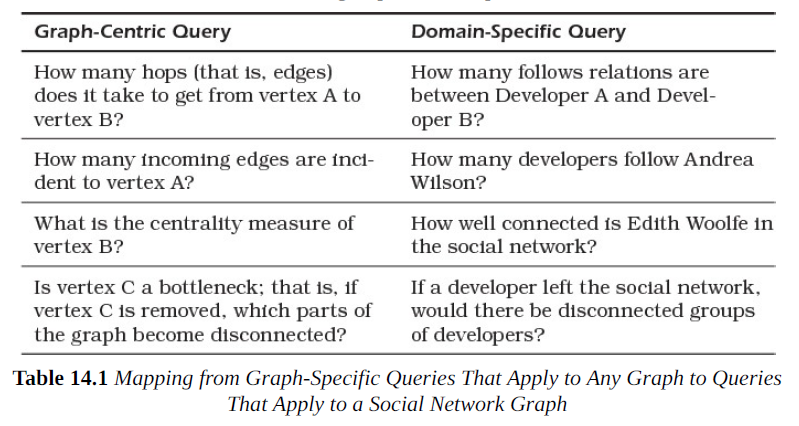 Graph-Centric Query Domain-Specific Query
How many hops (that is, edges) How many follows relations are
does it take to get from vertex A to between Developer A and Devel-
vertex B? oper B?
How many incoming edges are inci- How many developers follow Andrea
dent to vertex A? Wilson?
What is the centrality measure of How well connected is Edith Woolfe in
vertex B? the social network?
Is vertex C a bottleneck; that is, if If a developer left the social network,
vertex C is removed, which parts of would there be disconnected groups
the graph become disconnected? of developers?
Table 14.1 Mapping from Graph-Specific Queries That Apply to Any Graph to Queries
That Apply to a Social Network Graph